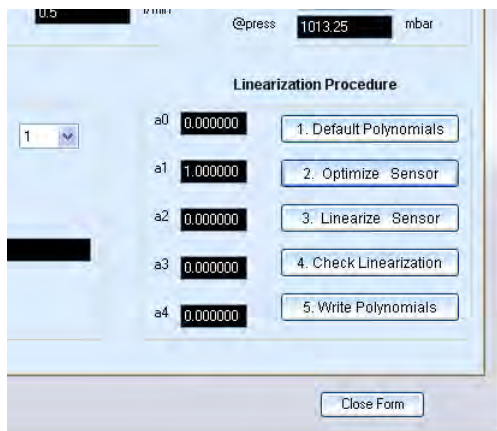 0.5
@press 1013.25 mbar
Linearization Procedure
a0 0.000000 1. Default Polynomials
1
a1 1.000000 2. Optimize Sensor
a2 0.000000 3. Linearize Sensor
a3 0.000000 4. Check Linearization
a4 0.000000 5. Write Polynomials
Close Form